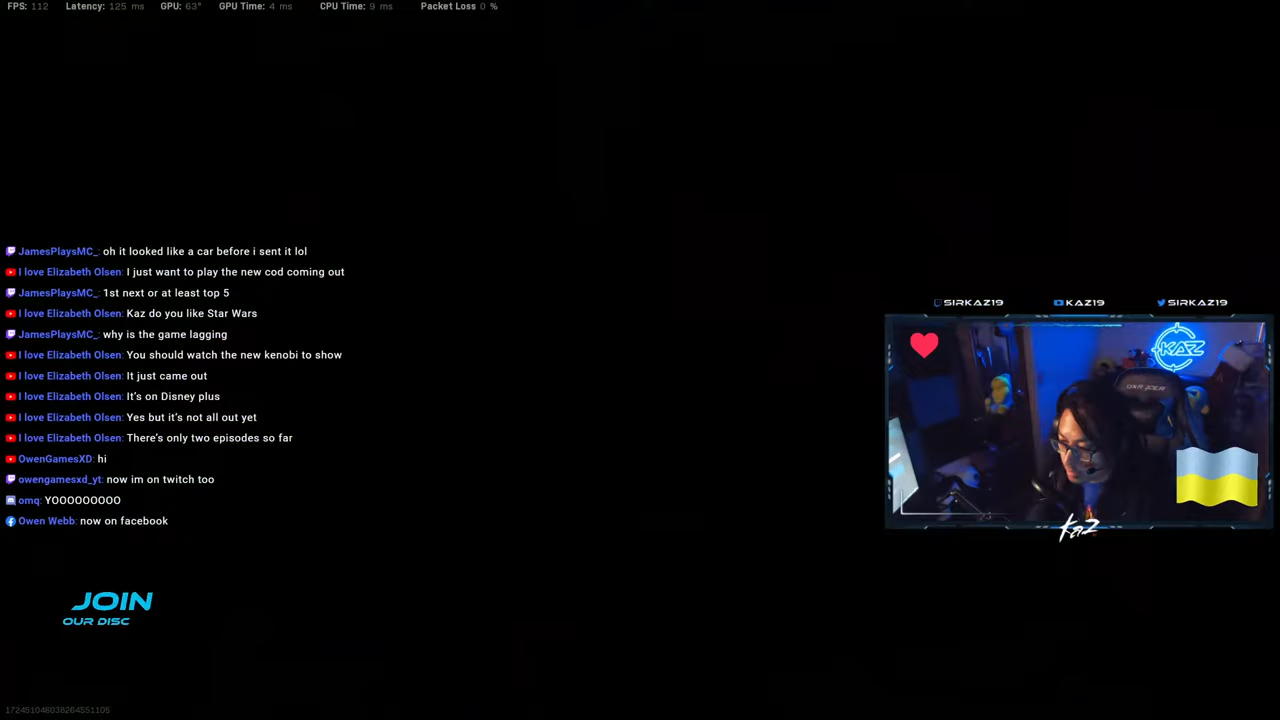 FPS: 112 Latency: 125 ms GPU: 63° GPU Time: 4 ms CPU Time: 9 ms Packet Loss 0 %
JamesPlaysMC_: oh it looked like a car before i sent it lol
I love Elizabeth Olsen: I just want to play the new cod coming out
JamesPlaysMC_: 1st next or at least top 5
I love Elizabeth Olsen: Kaz do you like Star Wars
JamesPlaysMC_: why is the game lagging
I love Elizabeth Olsen: You should watch the new kenobi to show
I love Elizabeth Olsen: It just came out
I love Elizabeth Olsen: It's on Disney plus
I love Elizabeth Olsen: Yes but it's not all out yet
I love Elizabeth Olsen: There's only two episodes so far
OwenGamesXD: hi
owengamesxd_yt: now im on twitch too
omq: YOOOOOOOOO
Owen Webb: now on facebook
SIRKAZ19 KAZ19 SIRKAZ19
KAZ
KaZ
JOIN
OUR DISC